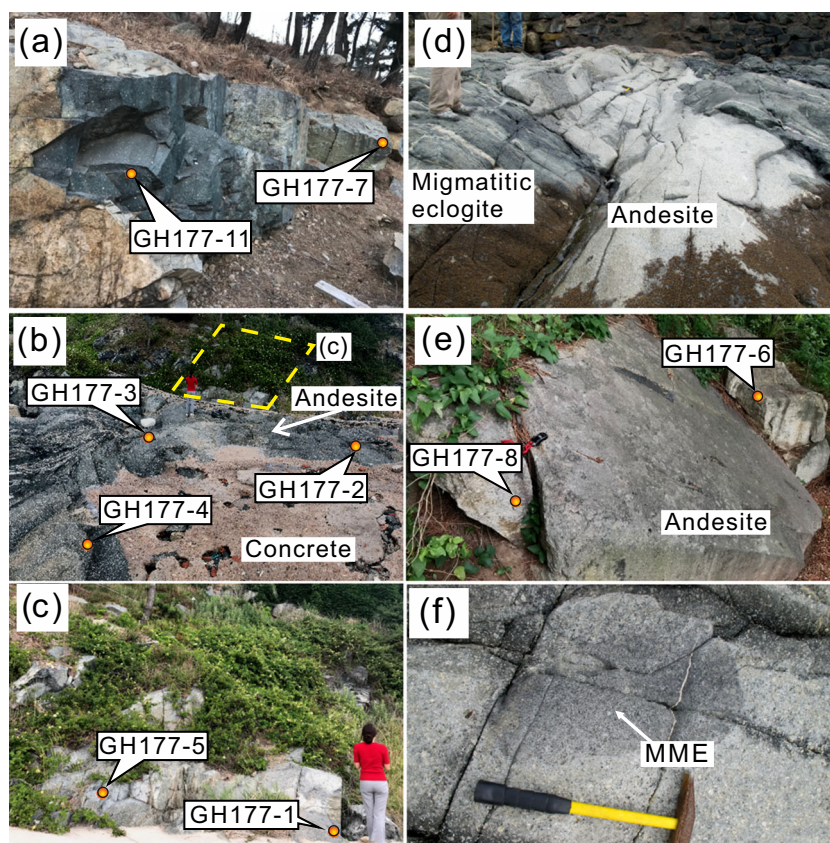 (a)
GH177-7
GH177-11
(b)
(c)
GH177-3
Andesite
GH177-2
GH177-4
Concrete
(c)
GH177-5
GH177-1
(d)
Migmatitic
eclogite
Andesite
(e)
GH177-6
GH177-8
Andesite
(f)
MME